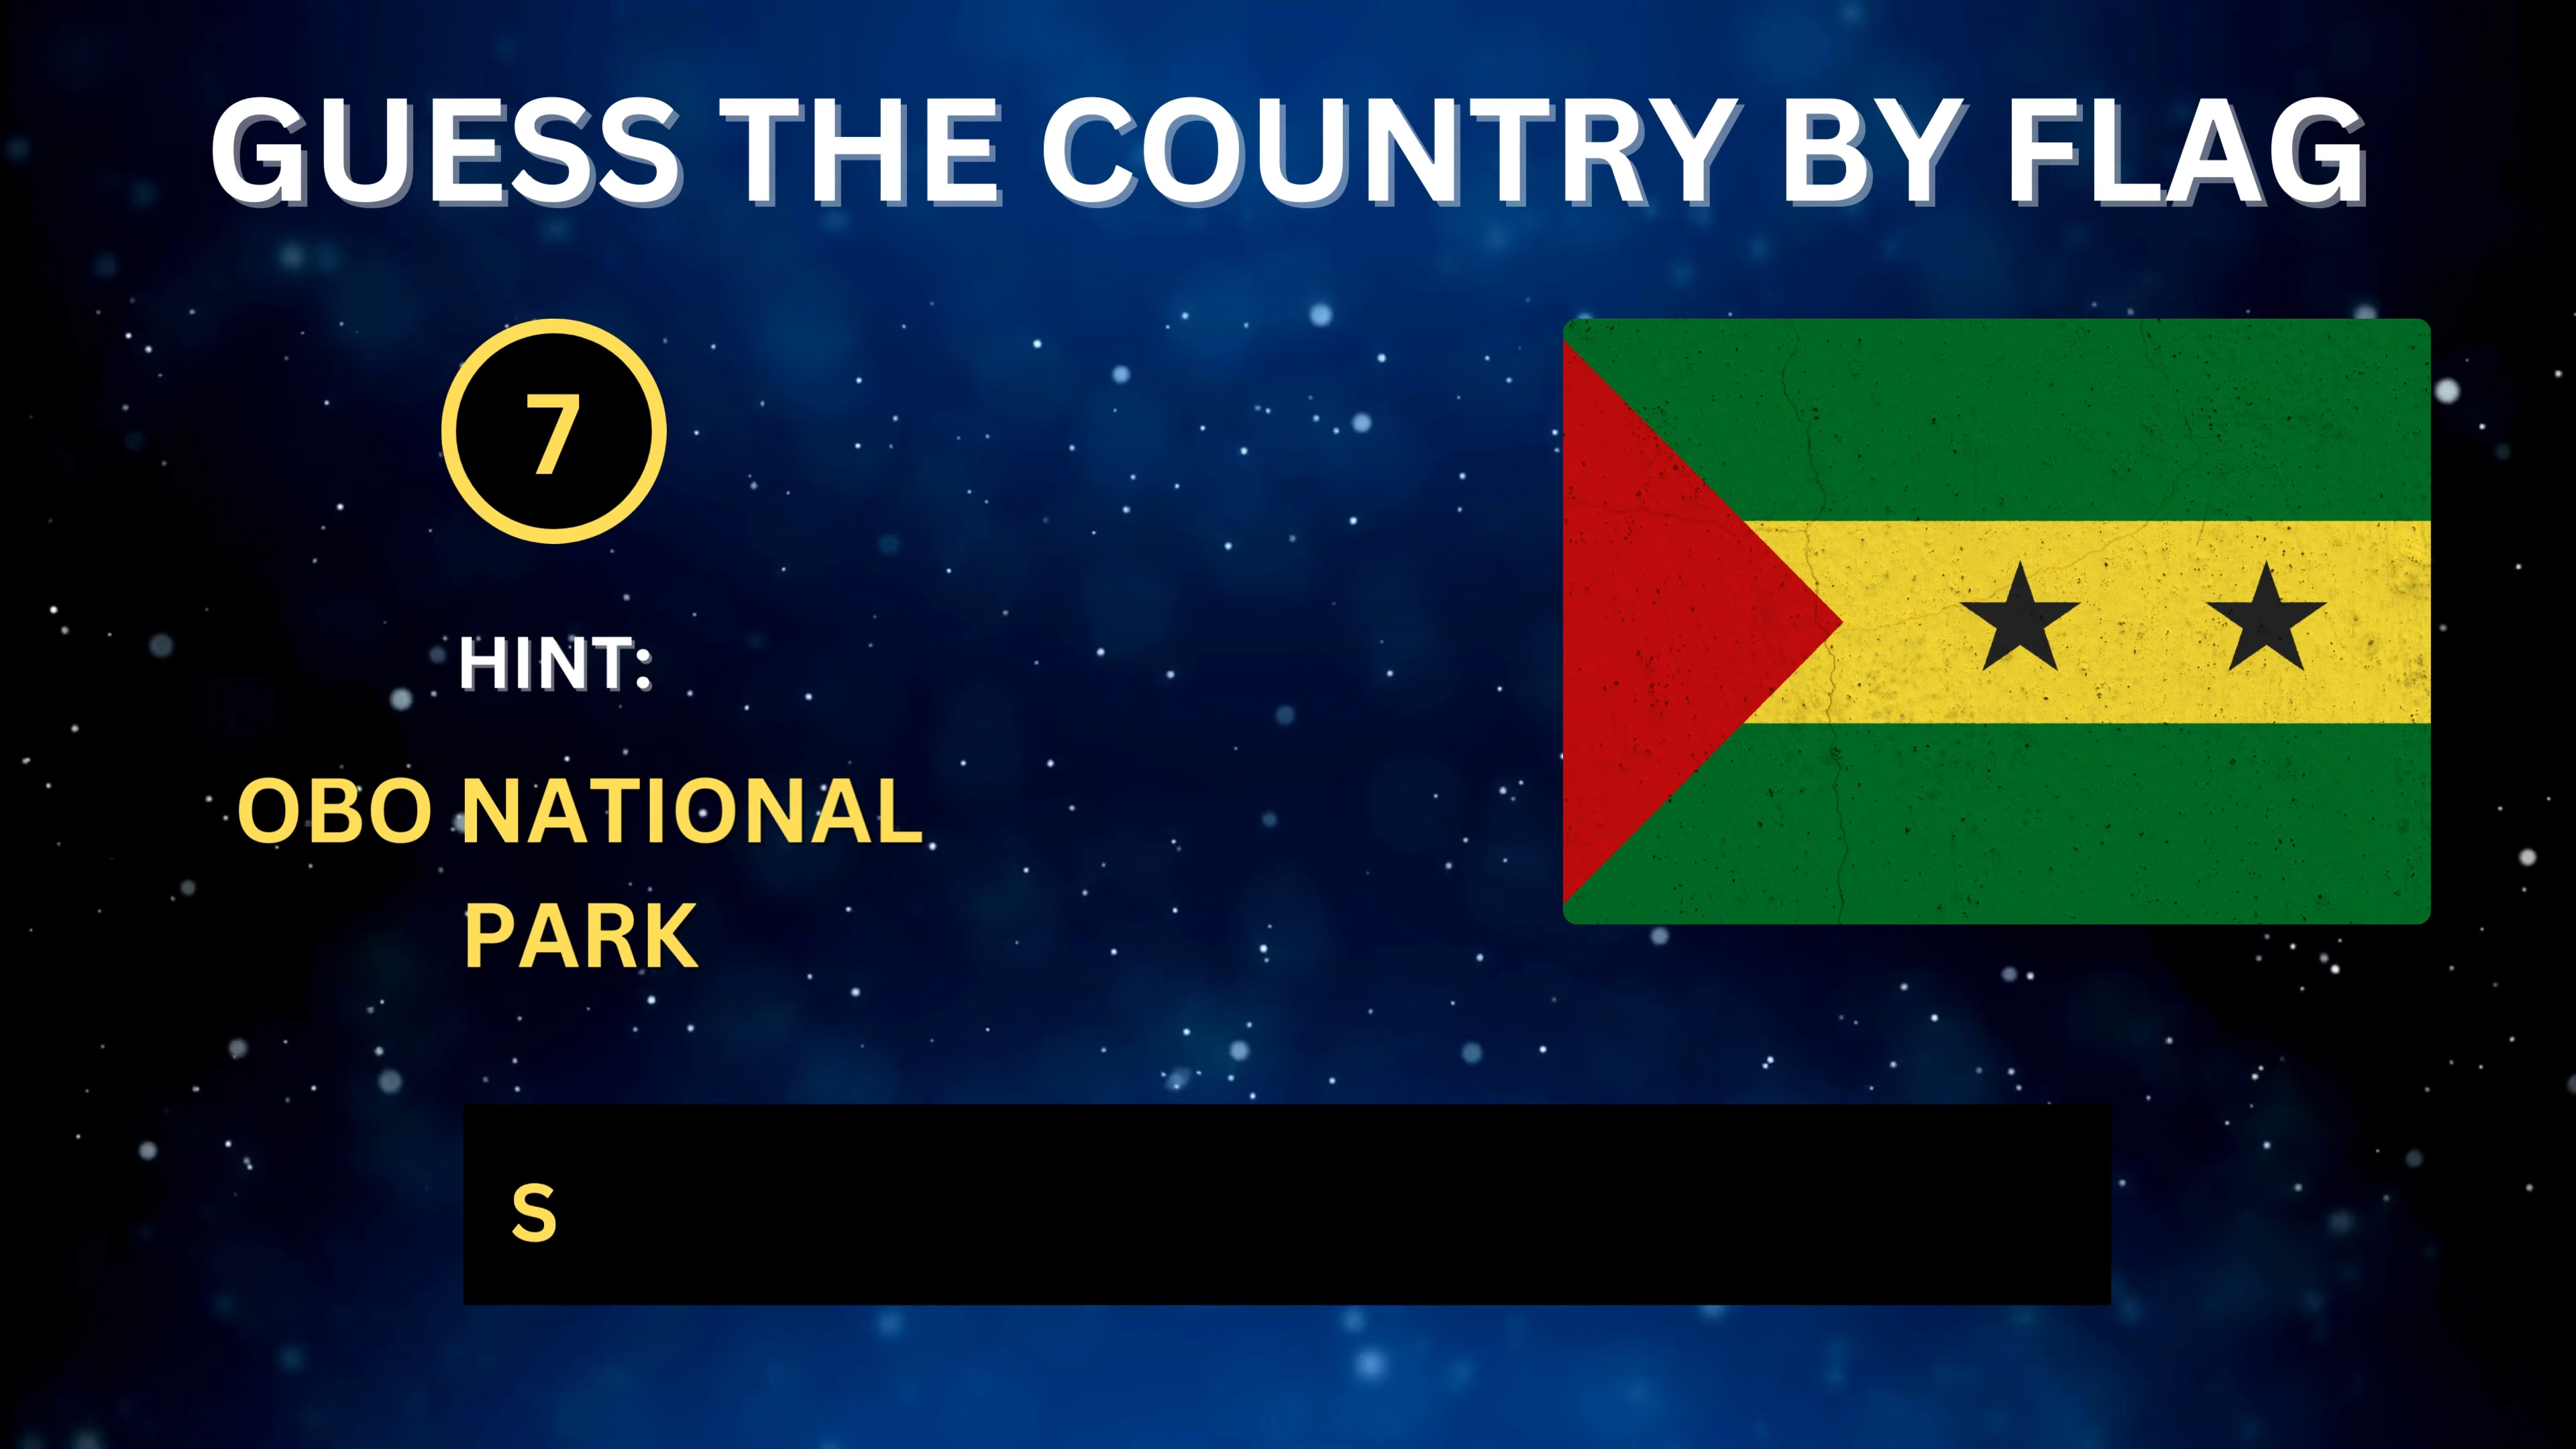 GUESS THE COUNTRY BY FLAG
7
HINT:
OBO NATIONAL
PARK
S